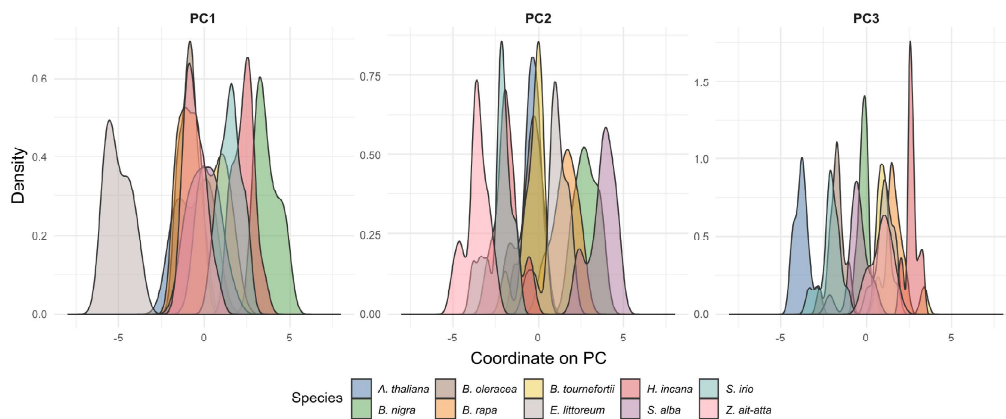 PC1 PC2 PC3
Density
0.6
0.4
0.2
0.0
0.75
0.50
0.25
0.00
1.5
1.0
0.5
0.0
-5 0 5 -5 0 5 -5 0 5
Coordinate on PC
Species A. thaliana B. oleracea B. tournefortii H. incana S. irio
B. nigra B. rapa E. littoreum S. alba Z. ait-atta